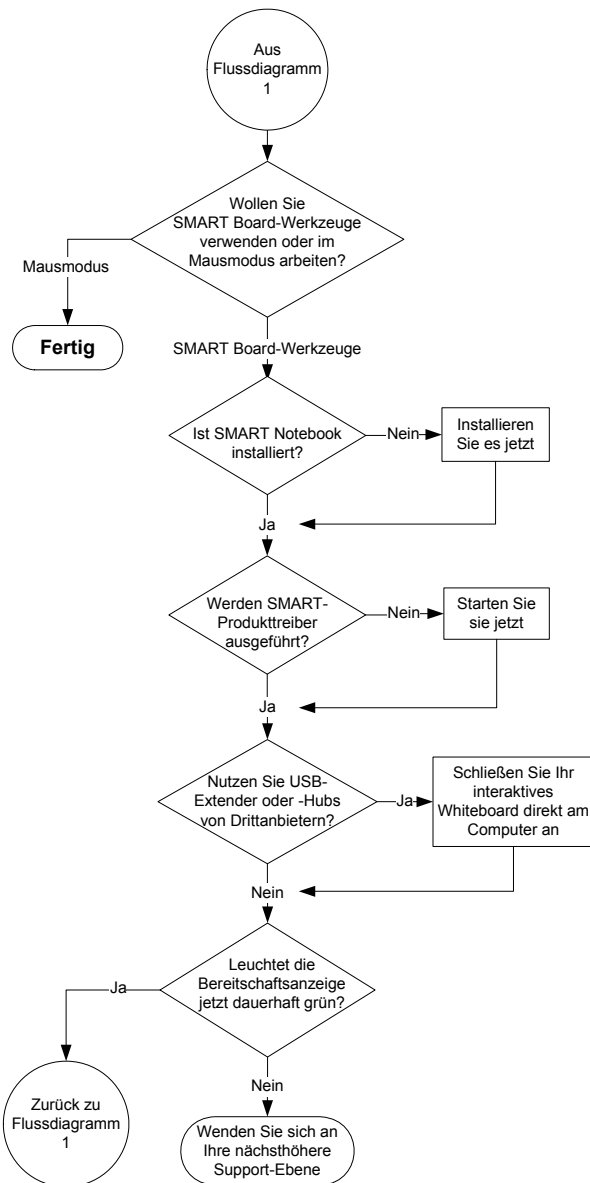 Aus
Flussdiagramm
1
Wollen Sie
SMART Board-Werkzeuge
verwenden oder im
Mausmodus arbeiten?
Mausmodus
Fertig
SMART Board-Werkzeuge
Ist SMART Notebook
installiert?
Nein
Installieren
Sie es jetzt
Ja
Werden SMART-
Produkttreiber
ausgeführt?
Nein
Starten Sie
sie jetzt
Ja
Nutzen Sie USB-
Extender oder -Hubs
von Drittanbietern?
Ja
Schließen Sie Ihr
interaktives
Whiteboard direkt am
Computer an
Nein
Leuchtet die
Bereitschaftsanzeige
jetzt dauerhaft grün?
Ja
Zurück zu
Flussdiagramm
1
Nein
Wenden Sie sich an
Ihre nächsthöhere
Support-Ebene